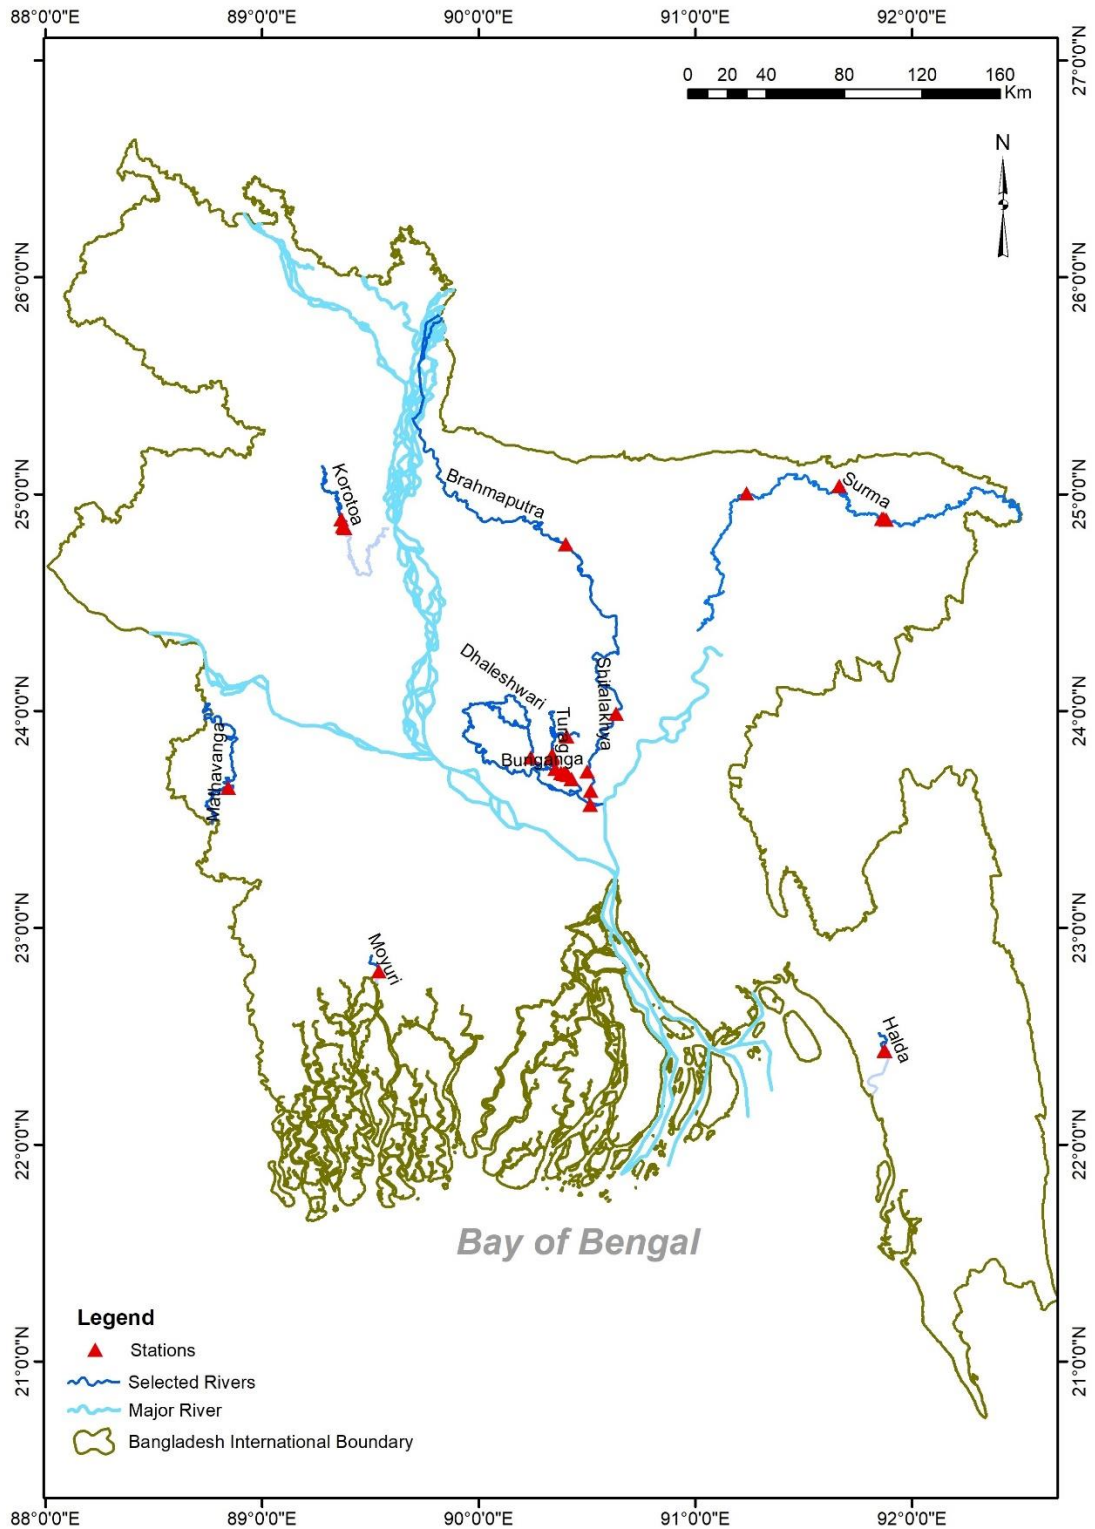 88°0'0"E 89°0'0"E 90°0'0"E 91°0'0"E 92°0'0"E
0 20 40 80 120 160
Km
N
27°0'0"N
26°0'0"N 26°0'0"N
Korotoa
Brahmaputra
Surma
25°0'0"N 25°0'0"N
Dhaleshwari
Shitalakhya
Turag
24°0'0"N 24°0'0"N
Mathavanga
Buriganga
23°0'0"N 23°0'0"N
Moyuri
Halda
22°0'0"N 22°0'0"N
Bay of Bengal
Legend
Stations
21°0'0"N 21°0'0"N
Selected Rivers
Major River
Bangladesh International Boundary
88°0'0"E 89°0'0"E 90°0'0"E 91°0'0"E 92°0'0"E